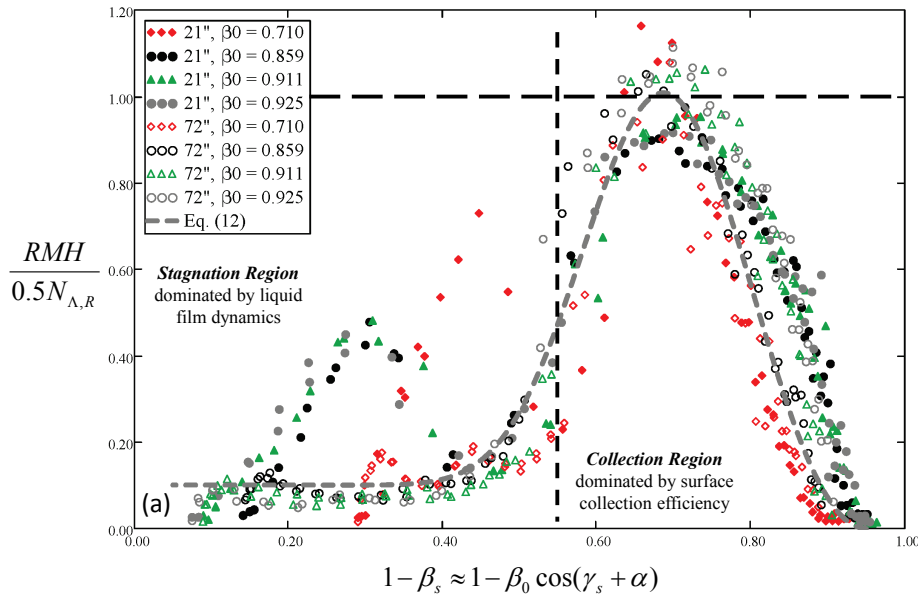 1.20
1.00
0.80
0.60
0.40
0.20
0.00
0.00
0.20
0.40
0.60
0.80
1.00
21", β0 = 0.710
21", β0 = 0.859
21", β0 = 0.911
21", β0 = 0.925
72", β0 = 0.710
72", β0 = 0.859
72", β0 = 0.911
72", β0 = 0.925
Eq. (12)
RMH
0.5N_{Λ,R}
Stagnation Region
dominated by liquid
film dynamics
Collection Region
dominated by surface
collection efficiency
(a)
1 − β_s ≈ 1 − β_0 cos(γ_s + α)